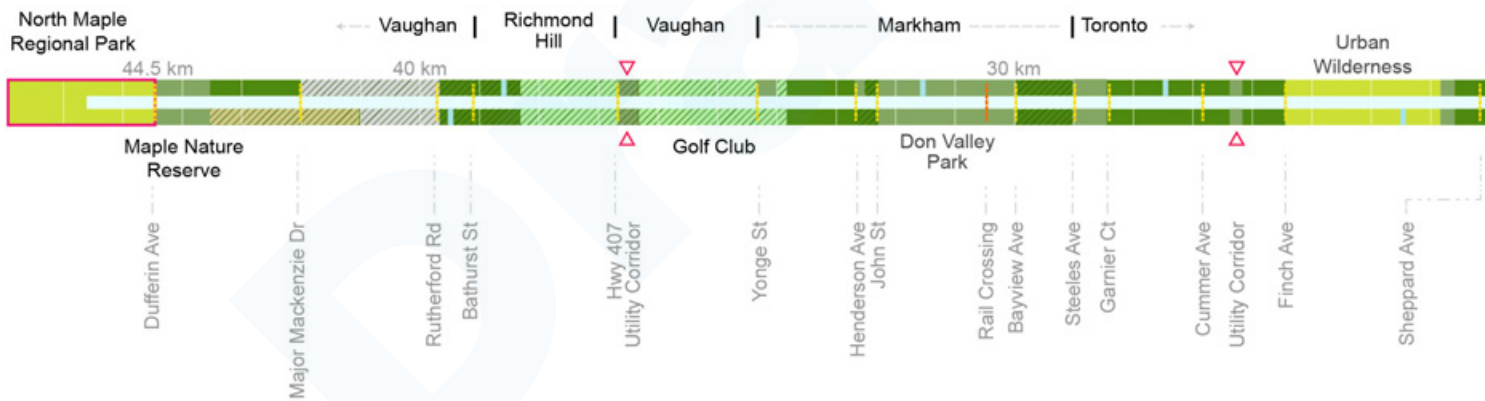 North Maple
Regional Park
Vaughan
Richmond
Hill
Vaughan
Markham
Toronto
Urban
Wilderness
44.5 km
40 km
30 km
Maple Nature
Reserve
Golf Club
Don Valley
Park
Dufferin Ave
Major Mackenzie Dr
Rutherford Rd
Bathurst St
Hwy 407
Utility Corridor
Yonge St
Henderson Ave
John St
Rail Crossing
Bayview Ave
Steeles Ave
Garnier Ct
Cummer Ave
Utility Corridor
Finch Ave
Sheppard Ave